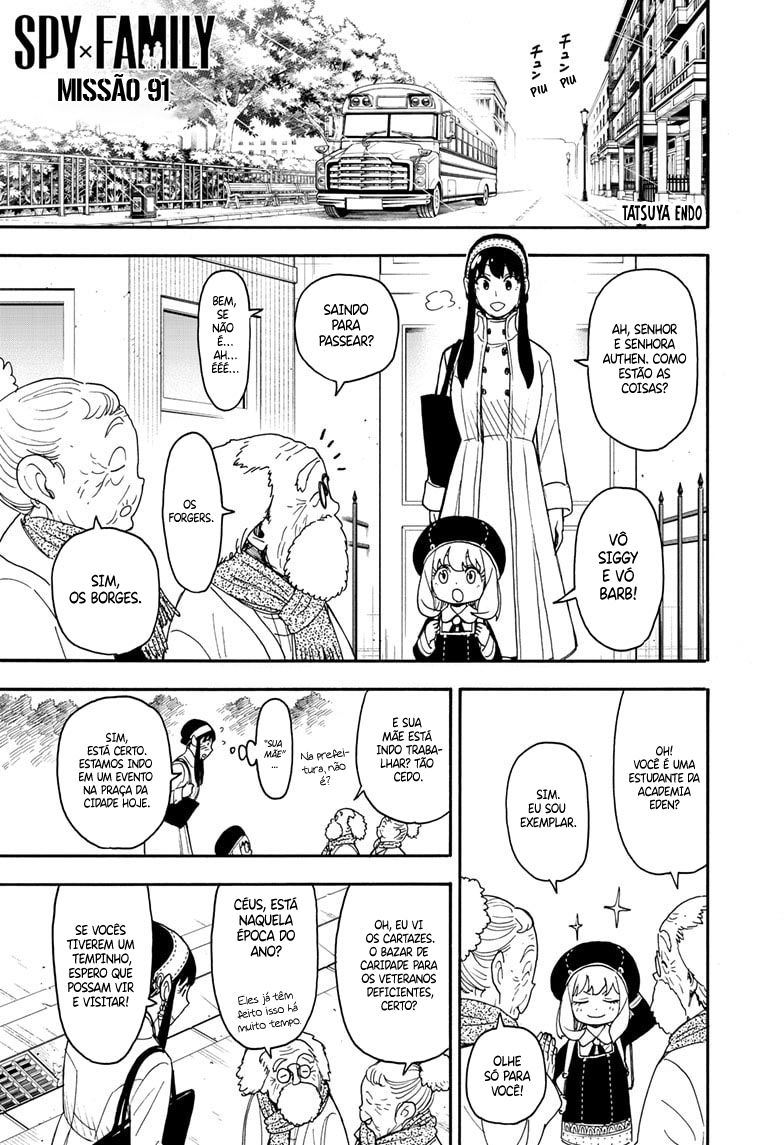 SPY×FAMILY
MISSÃO 91
チュン
PIU
チュン
PIU
TATSUYA ENDO
AH, SENHOR
E SENHORA
AUTHEN. COMO
ESTÃO AS
COISAS?
SAINDO
PARA
PASSEAR?
BEM,
SE
NÃO
É...
AH...
ÉÉÉ...
VÔ
SIGGY
E VÓ
BARB!
OS
FORGERS.
SIM,
OS BORGES.
OH!
VOCÊ É UMA
ESTUDANTE DA
ACADEMIA
EDEN?
SIM.
EU SOU
EXEMPLAR.
OLHE
SÓ PARA
VOCÊ!
E SUA
MÃE ESTÁ
INDO TRABA-
LHAR? TÃO
CEDO.
Na prefei-
tura, não
é?
"SUA
MÃE"
...
SIM,
ESTÁ CERTO.
ESTAMOS INDO
EM UM EVENTO
NA PRAÇA DA
CIDADE HOJE.
OH, EU VI
OS CARTAZES.
O BAZAR DE
CARIDADE PARA
OS VETERANOS
DEFICIENTES,
CERTO?
CÉUS, ESTÁ
NAQUELA
ÉPOCA DO
ANO?
Eles já têm
feito isso há
muito tempo.
SE VOCÊS
TIVEREM UM
TEMPINHO,
ESPERO QUE
POSSAM VIR
E VISITAR!